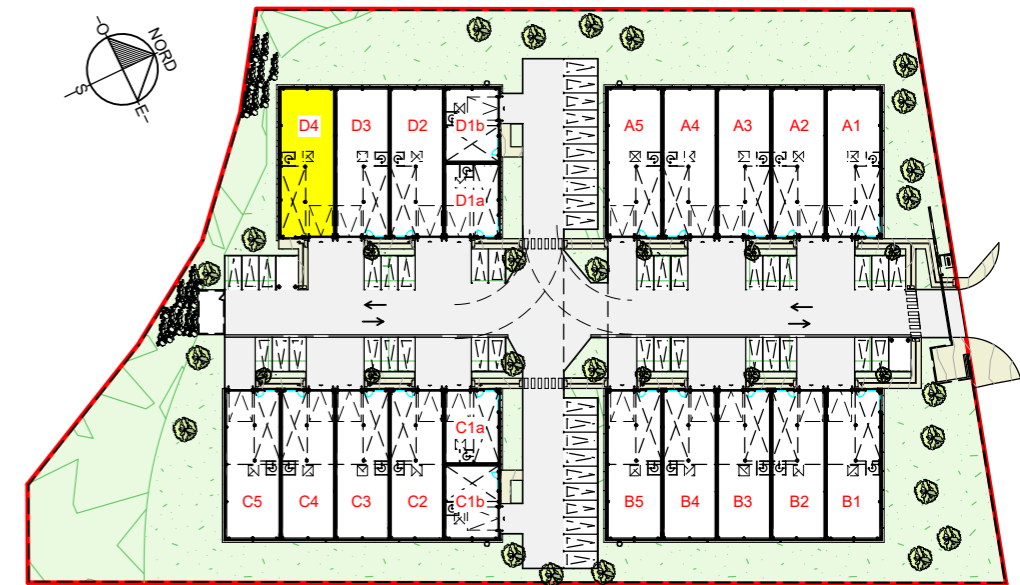 O
NORD
S
E
D4 D3 D2 D1b
D1a
A5 A4 A3 A2 A1
C1a
C5 C4 C3 C2 C1b
B5 B4 B3 B2 B1